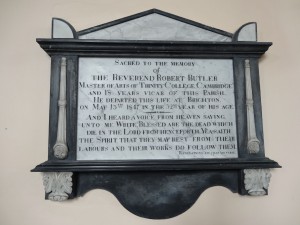 SACRED TO THE MEMORY
OF
THE REVEREND ROBERT BUTLER
MASTER OF ARTS OF TRINITY COLLEGE CAMBRIDGE
AND YEARS VICAR OF THIS PARISH.
HE DEPARTED THIS LIFE AT BRIGHTON,
ON MAY 1847 IN THE YEAR OF HIS AGE
AND I HEARD A VOICE FROM HEAVEN SAYING
UNTO ME WRITE BLESSED ARE THE DEAD WHICH
DIE IN THE LORD FROM HENCEFORTH YEA SAITH
THE SPIRIT THAT THEY MAY REST FROM THEIR
LABOURS AND THEIR WORKS DO FOLLOW THEM